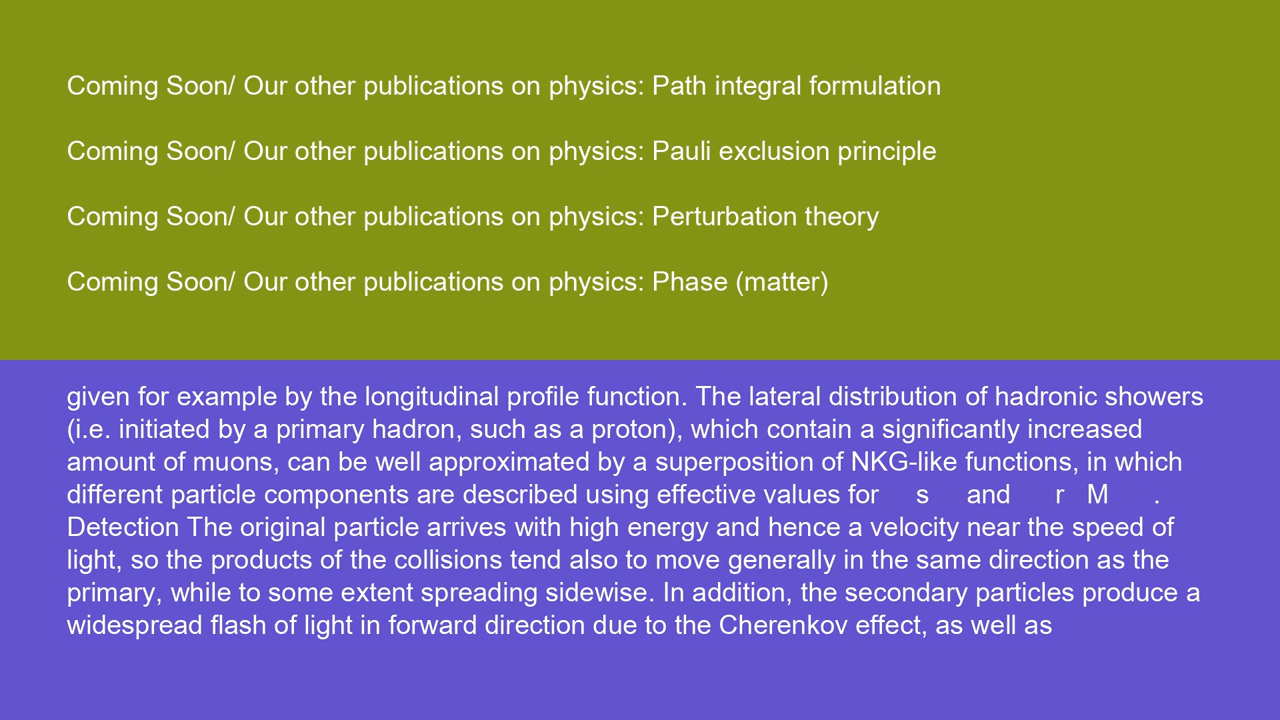 Coming Soon/ Our other publications on physics: Path integral formulation
Coming Soon/ Our other publications on physics: Pauli exclusion principle
Coming Soon/ Our other publications on physics: Perturbation theory
Coming Soon/ Our other publications on physics: Phase (matter)
given for example by the longitudinal profile function. The lateral distribution of hadronic showers
(i.e. initiated by a primary hadron, such as a proton), which contain a significantly increased
amount of muons, can be well approximated by a superposition of NKG-like functions, in which
different particle components are described using effective values for s and r M .
Detection The original particle arrives with high energy and hence a velocity near the speed of
light, so the products of the collisions tend also to move generally in the same direction as the
primary, while to some extent spreading sidewise. In addition, the secondary particles produce a
widespread flash of light in forward direction due to the Cherenkov effect, as well as